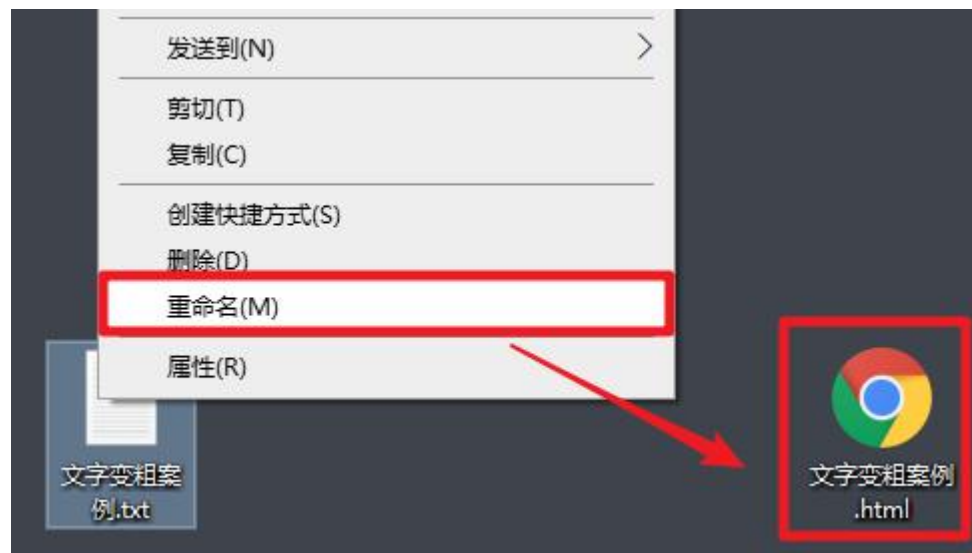 发送到(N)
剪切(T)
复制(C)
创建快捷方式(S)
删除(D)
重命名(M)
属性(R)
文字变粗案
例.txt
文字变粗案例
.html